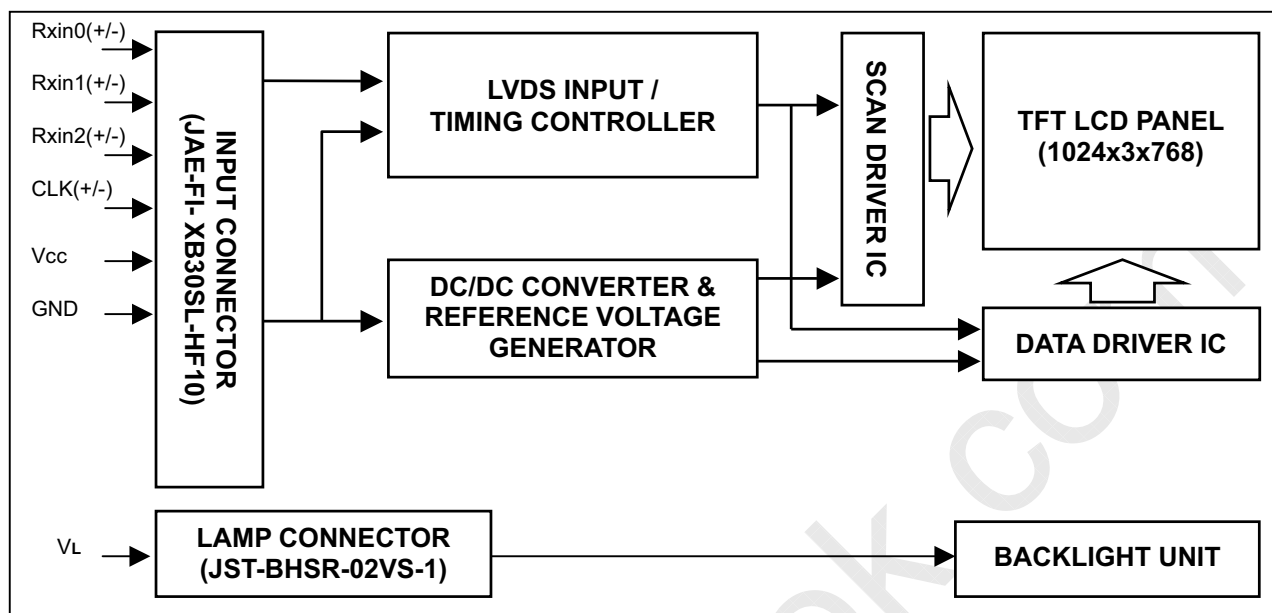 Rxin0(+/-)
Rxin1(+/-)
Rxin2(+/-)
CLK(+/-)
Vcc
GND
INPUT CONNECTOR
(JAE-FI- XB30SL-HF10)
LVDS INPUT /
TIMING CONTROLLER
DC/DC CONVERTER &
REFERENCE VOLTAGE
GENERATOR
SCAN DRIVER IC
TFT LCD PANEL
(1024x3x768)
DATA DRIVER IC
VL
LAMP CONNECTOR
(JST-BHSR-02VS-1)
BACKLIGHT UNIT